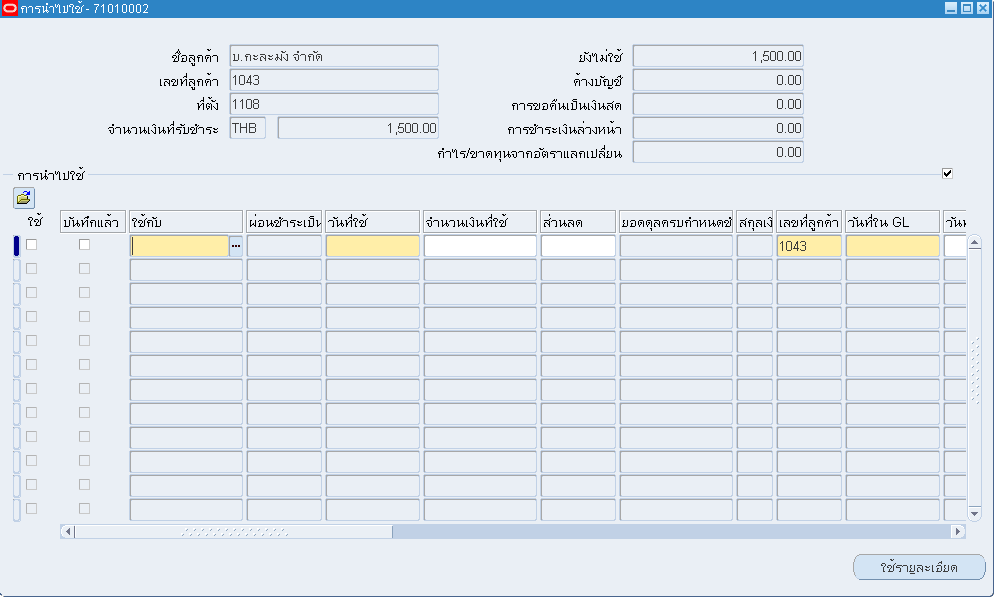 การนำไปใช้ - 71010002
ชื่อลูกค้า บ.กะละมัง จำกัด ยังไม่ใช้ 1,500.00
เลขที่ลูกค้า 1043 ค้างบัญชี 0.00
ที่ตั้ง 1108 การขอคืนเป็นเงินสด 0.00
จำนวนเงินที่รับชำระ THB 1,500.00 การชำระเงินล่วงหน้า 0.00
กำไร/ขาดทุนจากอัตราแลกเปลี่ยน 0.00
การนำไปใช้
ใช้ บันทึกแล้ว ใช้กับ ผ่อนชำระเป็น วันที่ใช้ จำนวนเงินที่ใช้ ส่วนลด ยอดดุลครบกำหนดช สกุลเงิ เลขที่ลูกค้า วันที่ใน GL วันท
1043
ใช้รายละเอียด